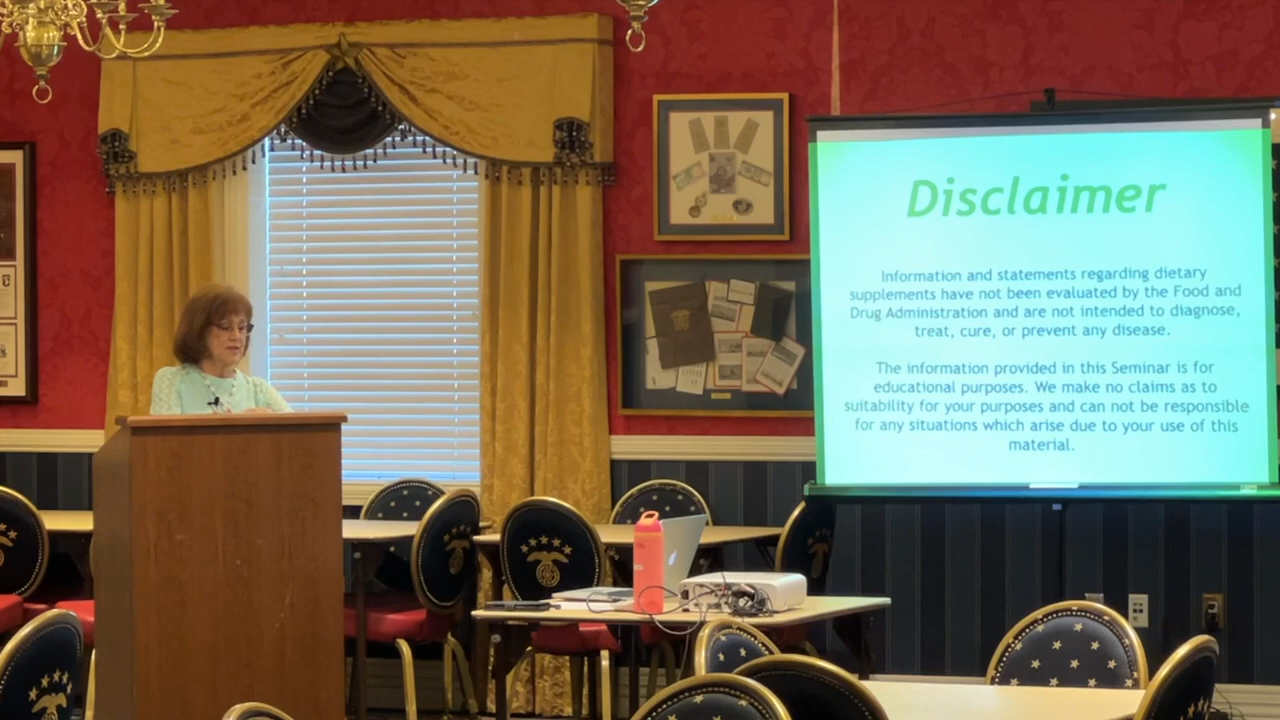 Disclaimer
Information and statements regarding dietary
supplements have not been evaluated by the Food and
Drug Administration and are not intended to diagnose,
treat, cure, or prevent any disease.
The information provided in this Seminar is for
educational purposes. We make no claims as to
suitability for your purposes and can not be responsible
for any situations which arise due to your use of this
material.